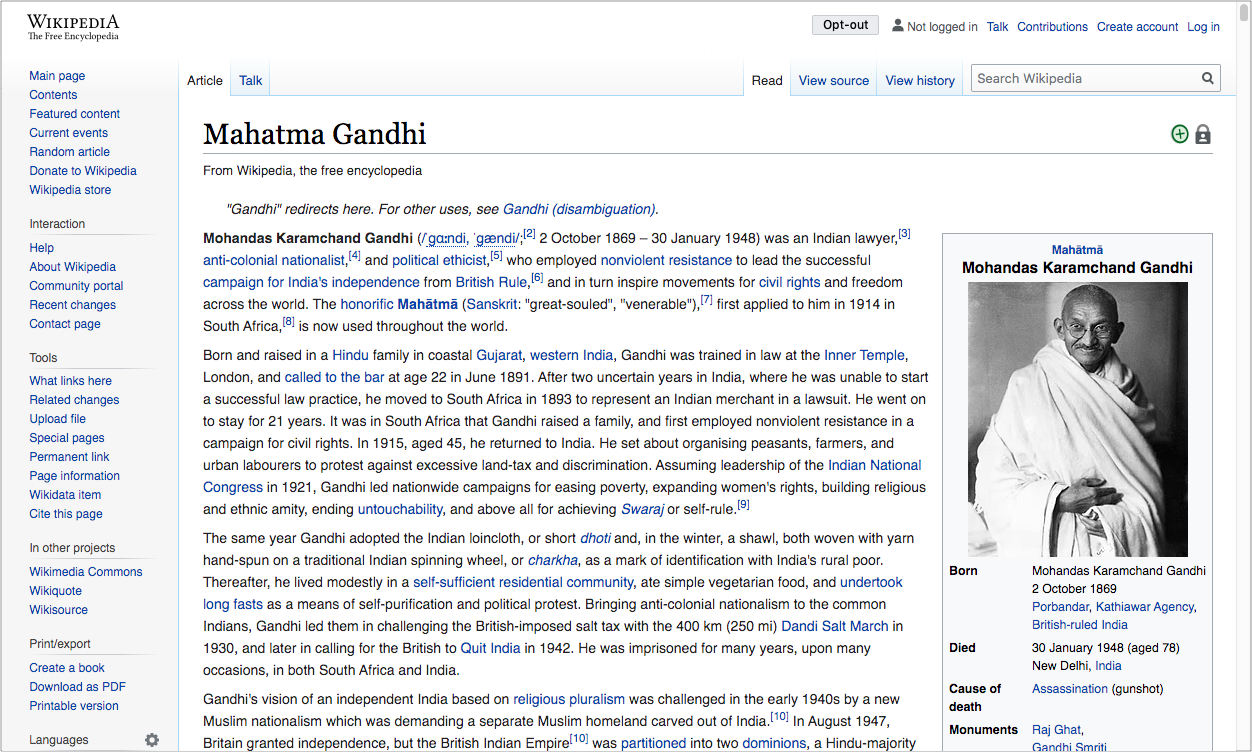 WIKIPEDIA
The Free Encyclopedia
Opt-out
Not logged in Talk Contributions Create account Log in
Main page
Contents
Featured content
Current events
Random article
Donate to Wikipedia
Wikipedia store
Interaction
Help
About Wikipedia
Community portal
Recent changes
Contact page
Tools
What links here
Related changes
Upload file
Special pages
Permanent link
Page information
Wikidata item
Cite this page
In other projects
Wikimedia Commons
Wikiquote
Wikisource
Print/export
Create a book
Download as PDF
Printable version
Languages
Article Talk
Read View source View history
Search Wikipedia
Mahatma Gandhi
From Wikipedia, the free encyclopedia
"Gandhi" redirects here. For other uses, see Gandhi (disambiguation).
Mohandas Karamchand Gandhi (/ˈɡɑːndi, ˈɡændi/;[2] 2 October 1869 – 30 January 1948) was an Indian lawyer,[3]
anti-colonial nationalist,[4] and political ethicist,[5] who employed nonviolent resistance to lead the successful
campaign for India's independence from British Rule,[6] and in turn inspire movements for civil rights and freedom
across the world. The honorific Mahātmā (Sanskrit: "great-souled", "venerable"),[7] first applied to him in 1914 in
South Africa,[8] is now used throughout the world.
Born and raised in a Hindu family in coastal Gujarat, western India, Gandhi was trained in law at the Inner Temple,
London, and called to the bar at age 22 in June 1891. After two uncertain years in India, where he was unable to start
a successful law practice, he moved to South Africa in 1893 to represent an Indian merchant in a lawsuit. He went on
to stay for 21 years. It was in South Africa that Gandhi raised a family, and first employed nonviolent resistance in a
campaign for civil rights. In 1915, aged 45, he returned to India. He set about organising peasants, farmers, and
urban labourers to protest against excessive land-tax and discrimination. Assuming leadership of the Indian National
Congress in 1921, Gandhi led nationwide campaigns for easing poverty, expanding women's rights, building religious
and ethnic amity, ending untouchability, and above all for achieving Swaraj or self-rule.[9]
The same year Gandhi adopted the Indian loincloth, or short dhoti and, in the winter, a shawl, both woven with yarn
hand-spun on a traditional Indian spinning wheel, or charkha, as a mark of identification with India's rural poor.
Thereafter, he lived modestly in a self-sufficient residential community, ate simple vegetarian food, and undertook
long fasts as a means of self-purification and political protest. Bringing anti-colonial nationalism to the common
Indians, Gandhi led them in challenging the British-imposed salt tax with the 400 km (250 mi) Dandi Salt March in
1930, and later in calling for the British to Quit India in 1942. He was imprisoned for many years, upon many
occasions, in both South Africa and India.
Gandhi's vision of an independent India based on religious pluralism was challenged in the early 1940s by a new
Muslim nationalism which was demanding a separate Muslim homeland carved out of India.[10] In August 1947,
Britain granted independence, but the British Indian Empire[10] was partitioned into two dominions, a Hindu-majority
Mahātmā
Mohandas Karamchand Gandhi
Born Mohandas Karamchand Gandhi
2 October 1869
Porbandar, Kathiawar Agency,
British-ruled India
Died 30 January 1948 (aged 78)
New Delhi, India
Cause of Assassination (gunshot)
death
Monuments Raj Ghat,
Gandhi Smriti